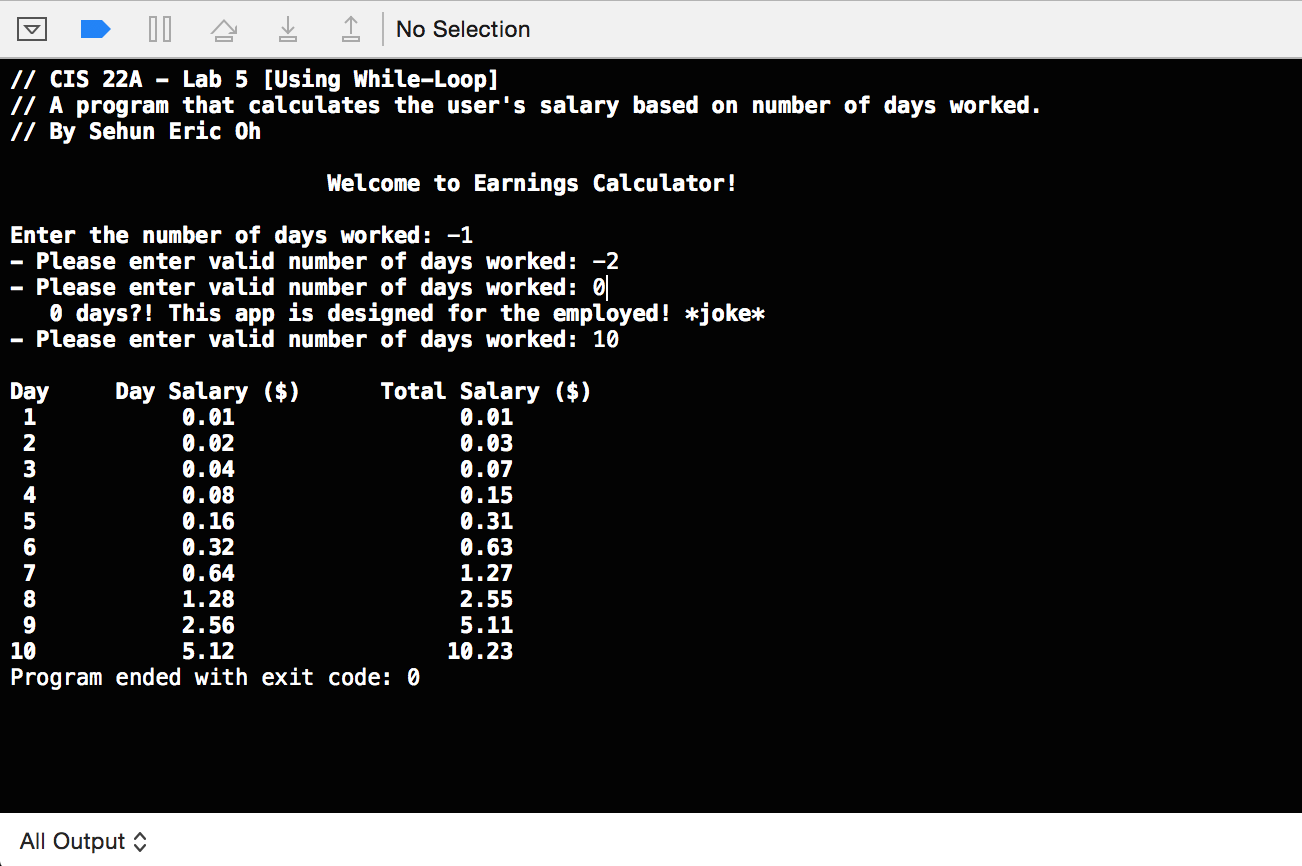 No Selection
// CIS 22A - Lab 5 [Using While-Loop]
// A program that calculates the user's salary based on number of days worked.
// By Sehun Eric Oh
Welcome to Earnings Calculator!
Enter the number of days worked: -1
- Please enter valid number of days worked: -2
- Please enter valid number of days worked: 0
0 days?! This app is designed for the employed! *joke*
- Please enter valid number of days worked: 10
Day Day Salary ($) Total Salary ($)
1 0.01 0.01
2 0.02 0.03
3 0.04 0.07
4 0.08 0.15
5 0.16 0.31
6 0.32 0.63
7 0.64 1.27
8 1.28 2.55
9 2.56 5.11
10 5.12 10.23
Program ended with exit code: 0
All Output